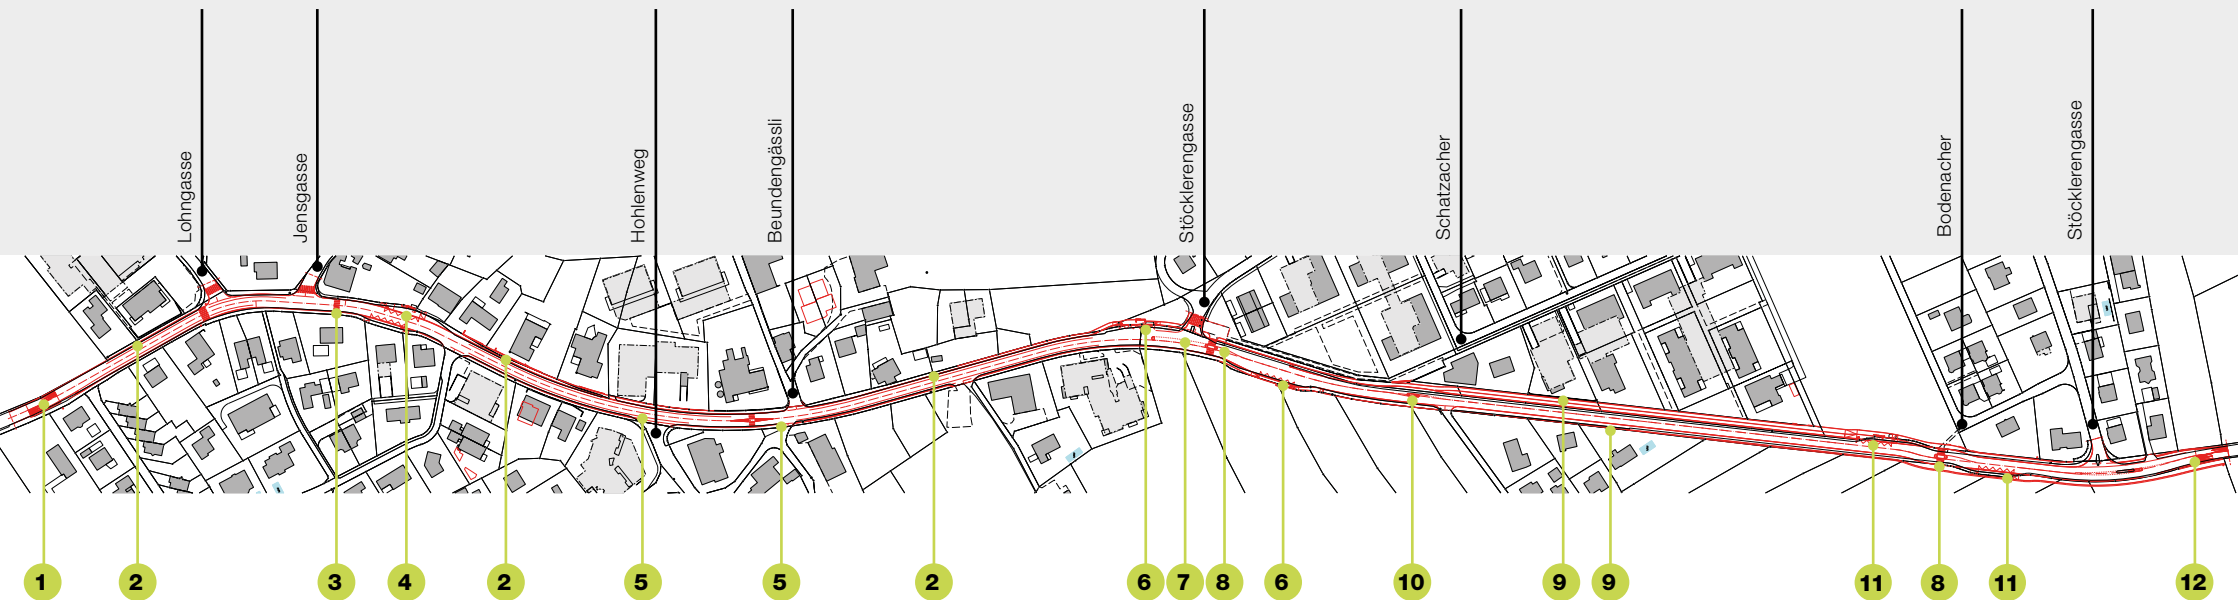 Lohngasse
Jensgasse
Hohlenweg
Beundengässli
Stöcklerengasse
Schatzacher
Bodenacher
Stöcklerengasse
1
2
3
4
2
5
5
2
6
7
8
6
10
9
9
11
8
11
12